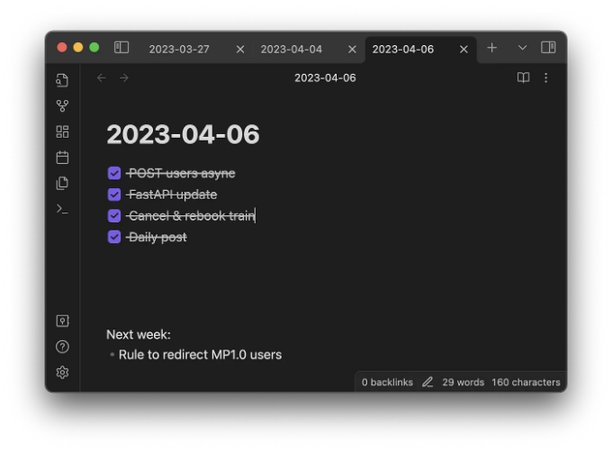 2023-03-27 2023-04-04 2023-04-06
2023-04-06
2023-04-06
POST users async
FastAPI update
Cancel & rebook train
Daily post
Next week:
• Rule to redirect MP1.0 users
0 backlinks 29 words 160 characters